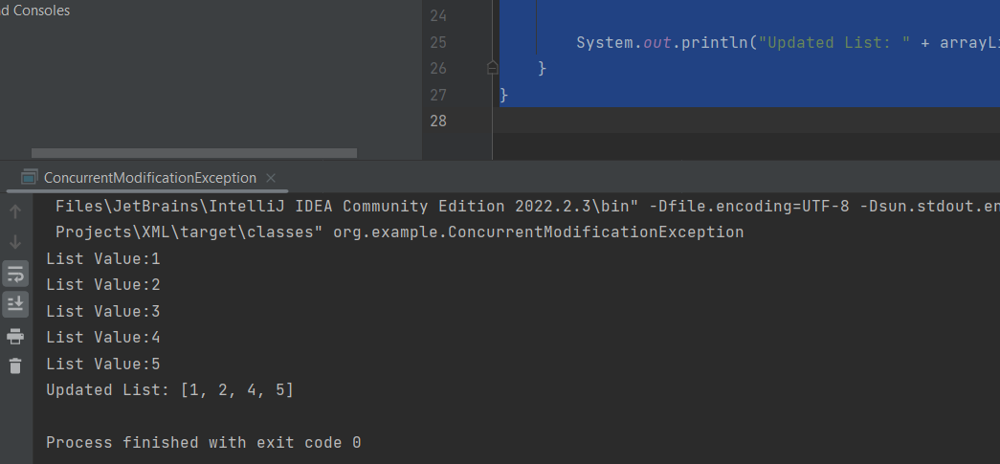 d Consoles
24
25 System.out.println("Updated List: " + arrayLi
26 }
27 }
28
ConcurrentModificationException
Files\JetBrains\IntelliJ IDEA Community Edition 2022.2.3\bin" -Dfile.encoding=UTF-8 -Dsun.stdout.en
Projects\XML\target\classes" org.example.ConcurrentModificationException
List Value:1
List Value:2
List Value:3
List Value:4
List Value:5
Updated List: [1, 2, 4, 5]
Process finished with exit code 0